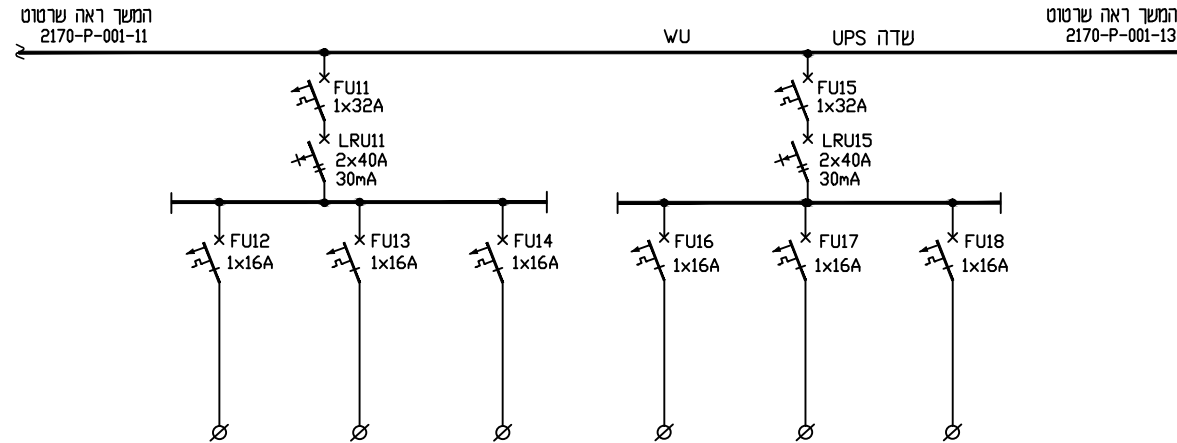 המשך ראה שרטוט
2170-P-001-11
WU
שדה UPS
המשך ראה שרטוט
2170-P-001-13
FU11
1x32A
LRU11
2x40A
30mA
FU15
1x32A
LRU15
2x40A
30mA
FU12
1x16A
FU13
1x16A
FU14
1x16A
FU16
1x16A
FU17
1x16A
FU18
1x16A